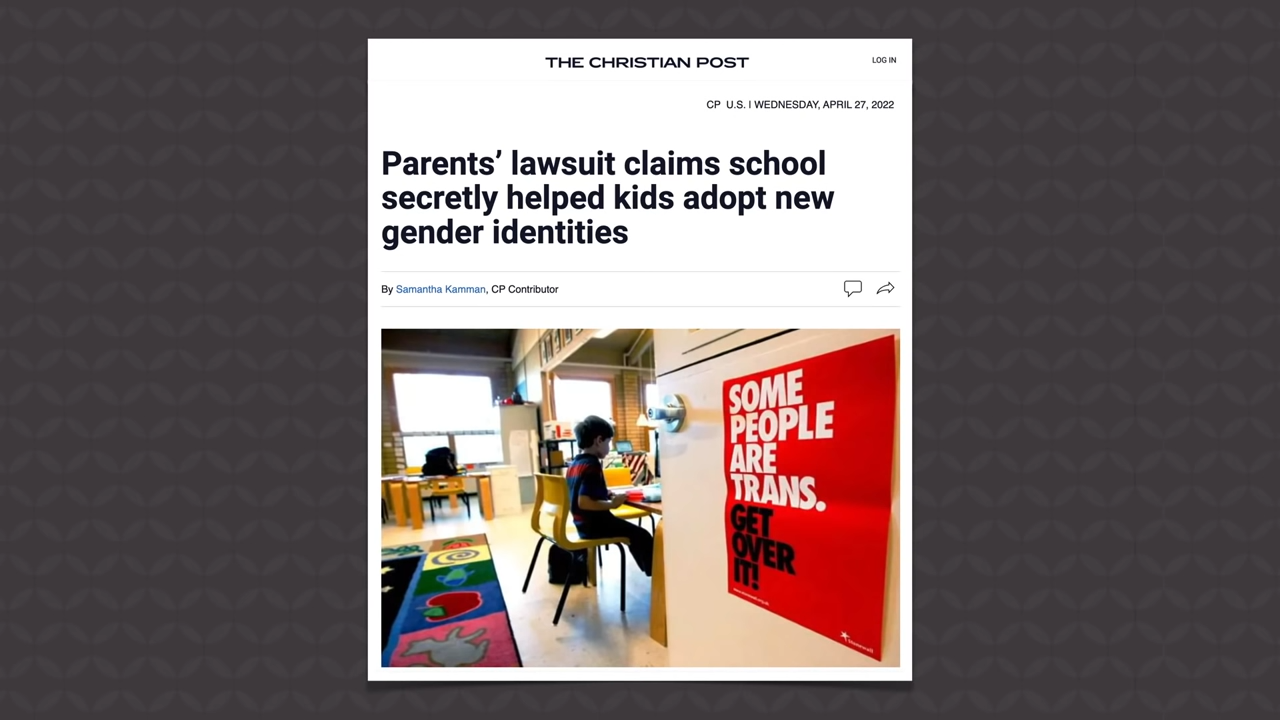 THE CHRISTIAN POST
LOG IN
CP U.S. | WEDNESDAY, APRIL 27, 2022
Parents’ lawsuit claims school
secretly helped kids adopt new
gender identities
By Samantha Kamman, CP Contributor
SOME
PEOPLE
ARE
TRANS.
GET
OVER
IT!
Stonewall